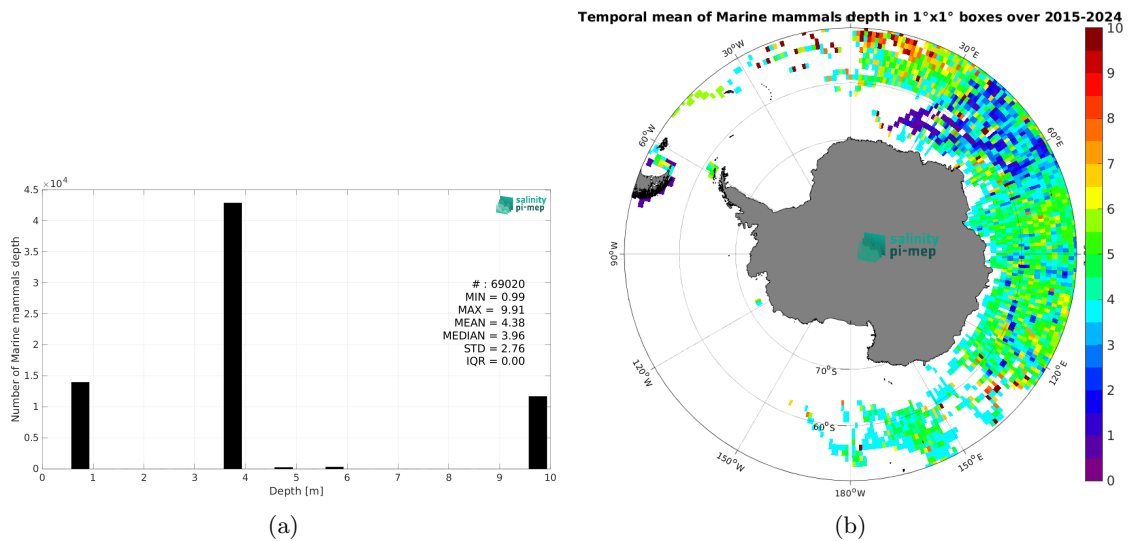 Temporal mean of Marine mammals depth in 1°x1° boxes over 2015-2024
×10⁴
4.5
4
3.5
3
2.5
2
1.5
1
0.5
0
0
1
2
3
4
5
6
7
8
9
10
Number of Marine mammals depth
Depth [m]
salinity
pi-mep
# : 69020
MIN = 0.99
MAX = 9.91
MEAN = 4.38
MEDIAN = 3.96
STD = 2.76
IQR = 0.00
(a)
30°W
30°E
60°W
60°E
90°W
120°W
120°E
150°W
150°E
180°W
70°S
60°S
salinity
pi-mep
10
9
8
7
6
5
4
3
2
1
0
(b)